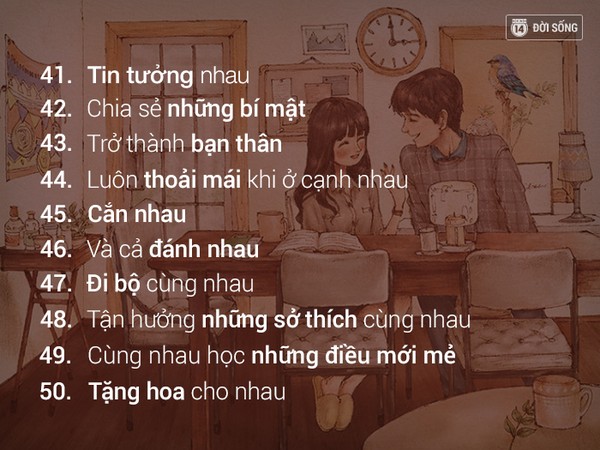 14 ĐỜI SỐNG
41. Tin tưởng nhau
42. Chia sẻ những bí mật
43. Trở thành bạn thân
44. Luôn thoải mái khi ở cạnh nhau
45. Cắn nhau
46. Và cả đánh nhau
47. Đi bộ cùng nhau
48. Tận hưởng những sở thích cùng nhau
49. Cùng nhau học những điều mới mẻ
50. Tặng hoa cho nhau